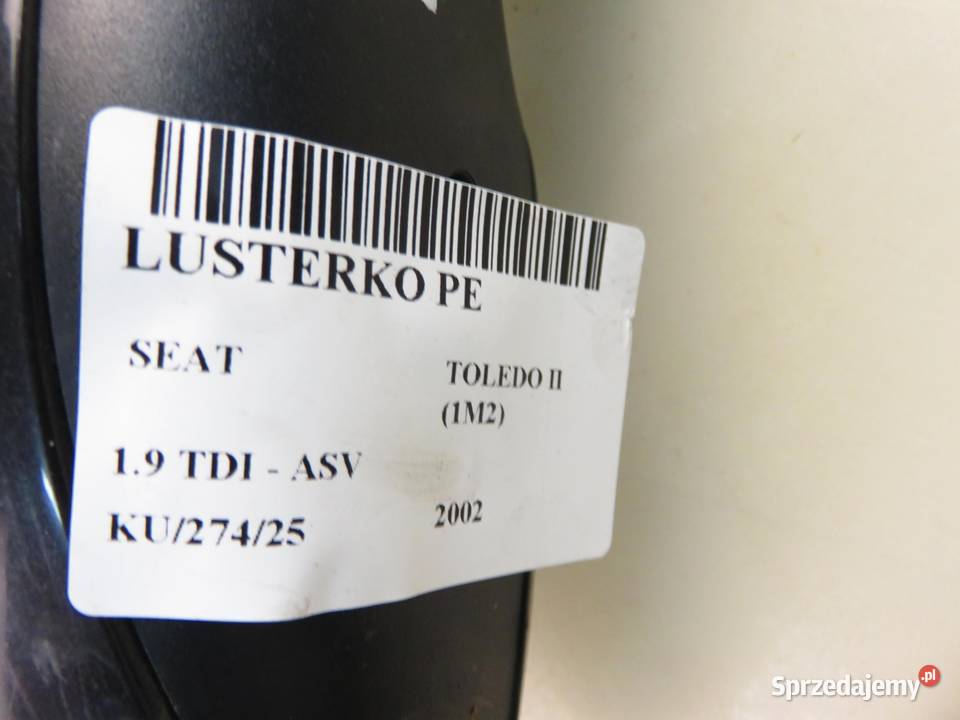 LUSTERKO PE
SEAT
TOLEDO II
(1M2)
1.9 TDI - ASV
KU/274/25
2002
Sprzedajemy.pl